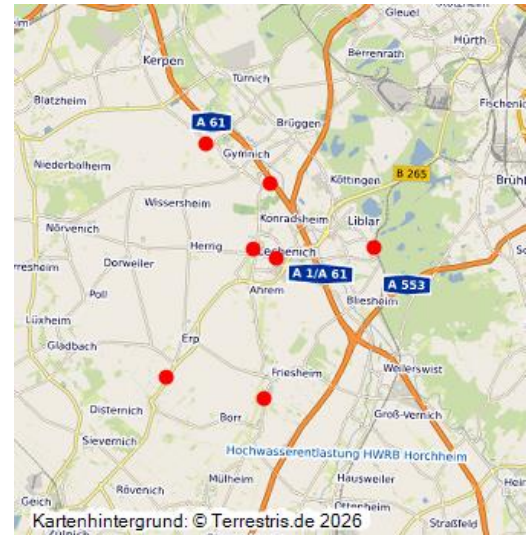 Gleuel
Hürth
Kerpen
Berrenrath
Türnich
Blatzheim
Fischenic
A 61
Brüggen
Gymnich
Niederbolheim
Köttingen
B 265
Brühl
Wissersheim
Konradsheim
Liblar
Nörvenich
Herrig
Lechenich
rresheim
Dorweiler
A 1/A 61
A 553
Poll
Ahrem
Bliesheim
Lüxheim
Erp
Gladbach
Friesheim
Weilerswist
Disternich
Borr
Groß-Vernich
Sievernich
Hochwasserentlastung HWRB Horchheim
Mülheim
Hausweiler
Rövenich
Geich
Ottenheim
Straßfeld
Kartenhintergrund: © Terrestris.de 2026